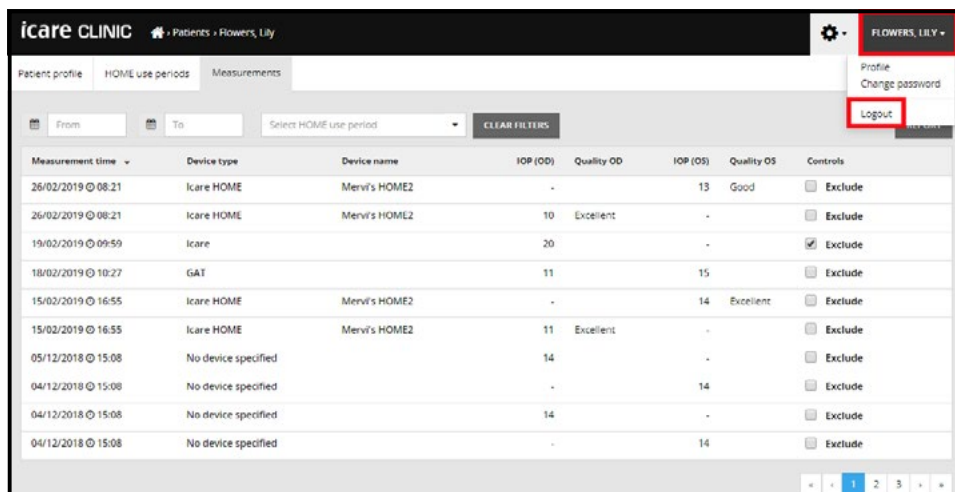 icare CLINIC Patients › Flowers, Lily FLOWERS, LILY
Patient profile HOME use periods Measurements
Profile
Change password
Logout
From To Select HOME use period CLEAR FILTERS REPORT
Measurement time Device type Device name IOP (OD) Quality OD IOP (OS) Quality OS Controls
26/02/2019 08:21 Icare HOME Mervi's HOME2 - 13 Good Exclude
26/02/2019 08:21 Icare HOME Mervi's HOME2 10 Excellent - Exclude
19/02/2019 09:59 Icare 20 - Exclude
18/02/2019 10:27 GAT 11 15 Exclude
15/02/2019 16:55 Icare HOME Mervi's HOME2 - 14 Excellent Exclude
15/02/2019 16:55 Icare HOME Mervi's HOME2 11 Excellent - Exclude
05/12/2018 15:08 No device specified 14 - Exclude
04/12/2018 15:08 No device specified - 14 Exclude
04/12/2018 15:08 No device specified 14 - Exclude
04/12/2018 15:08 No device specified - 14 Exclude
« ‹ 1 2 3 › »